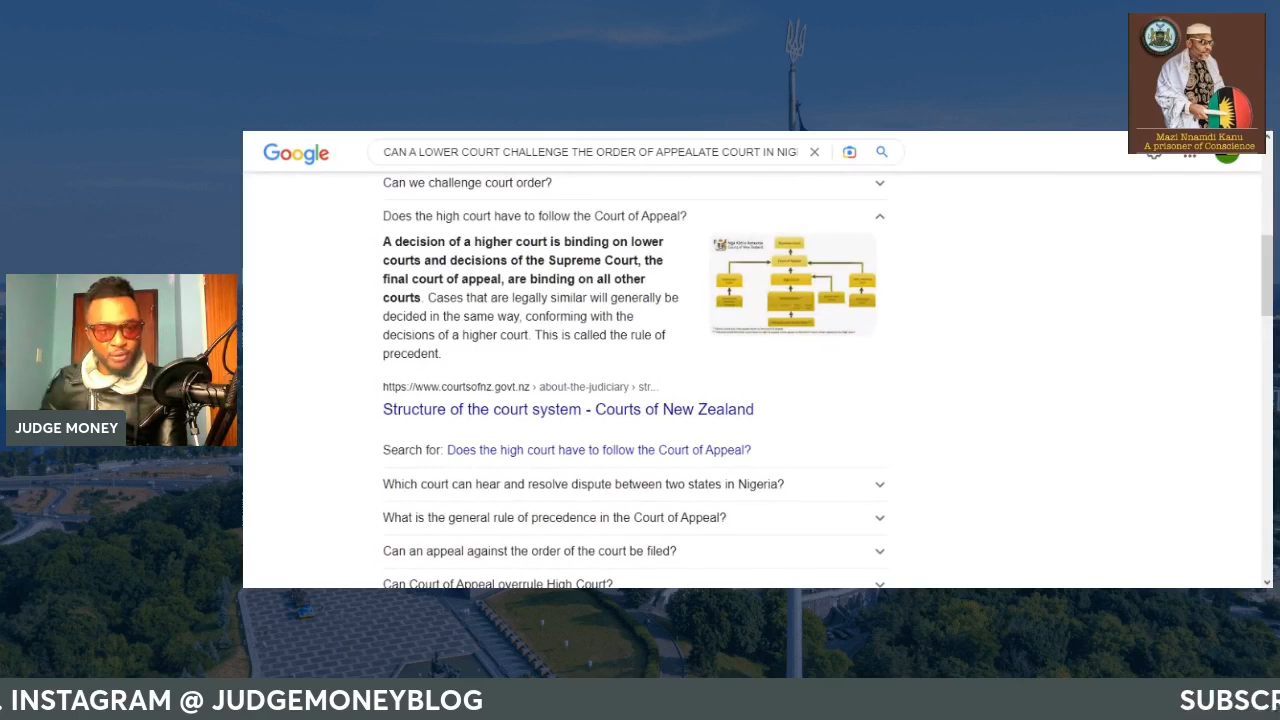 Mazi Nnamdi Kanu
A prisoner of Conscience
Google
CAN A LOWER COURT CHALLENGE THE ORDER OF APPEALATE COURT IN NIG
Can we challenge court order?
Does the high court have to follow the Court of Appeal?
A decision of a higher court is binding on lower
courts and decisions of the Supreme Court, the
final court of appeal, are binding on all other
courts. Cases that are legally similar will generally be
decided in the same way, conforming with the
decisions of a higher court. This is called the rule of
precedent.
https://www.courtsofnz.govt.nz › about-the-judiciary › str...
Structure of the court system - Courts of New Zealand
Search for: Does the high court have to follow the Court of Appeal?
Which court can hear and resolve dispute between two states in Nigeria?
What is the general rule of precedence in the Court of Appeal?
Can an appeal against the order of the court be filed?
Can Court of Appeal overrule High Court?
JUDGE MONEY
. INSTAGRAM @ JUDGEMONEYBLOG
SUBSCR